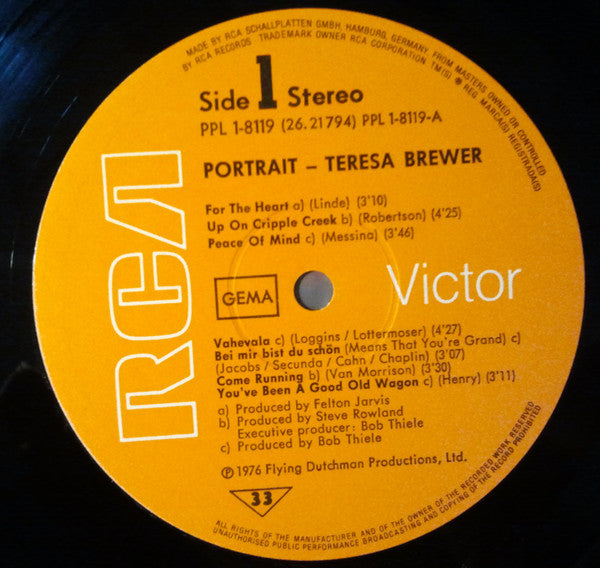 MADE BY RCA SCHALLPLATTEN GMBH, HAMBURG, GERMANY, FROM MASTERS OWNED OR CONTROLLED
BY RCA RECORDS TRADEMARK OWNER RCA CORPORATION. TM(S) ® REG. MARCA(S) REGISTRADA(S)
Side 1 Stereo
PPL 1-8119 (26.21794) PPL 1-8119-A
PORTRAIT – TERESA BREWER
For The Heart a) (Linde) (3'10)
Up On Cripple Creek b) (Robertson) (4'25)
Peace Of Mind c) (Messina) (3'46)
RCA
GEMA
Victor
Vahevala c) (Loggins / Lottermoser) (4'27)
Bei mir bist du schön (Means That You're Grand) c)
(Jacobs / Secunda / Cahn / Chaplin) (3'07)
Come Running b) (Van Morrison) (3'30)
You've Been A Good Old Wagon c) (Henry) (3'11)
a) Produced by Felton Jarvis
b) Produced by Steve Rowland
Executive producer: Bob Thiele
c) Produced by Bob Thiele
℗ 1976 Flying Dutchman Productions, Ltd.
33
ALL RIGHTS OF THE MANUFACTURER AND OF THE OWNER OF THE RECORDED WORK RESERVED
UNAUTHORISED PUBLIC PERFORMANCE BROADCASTING AND COPYING OF THE RECORD PROHIBITED